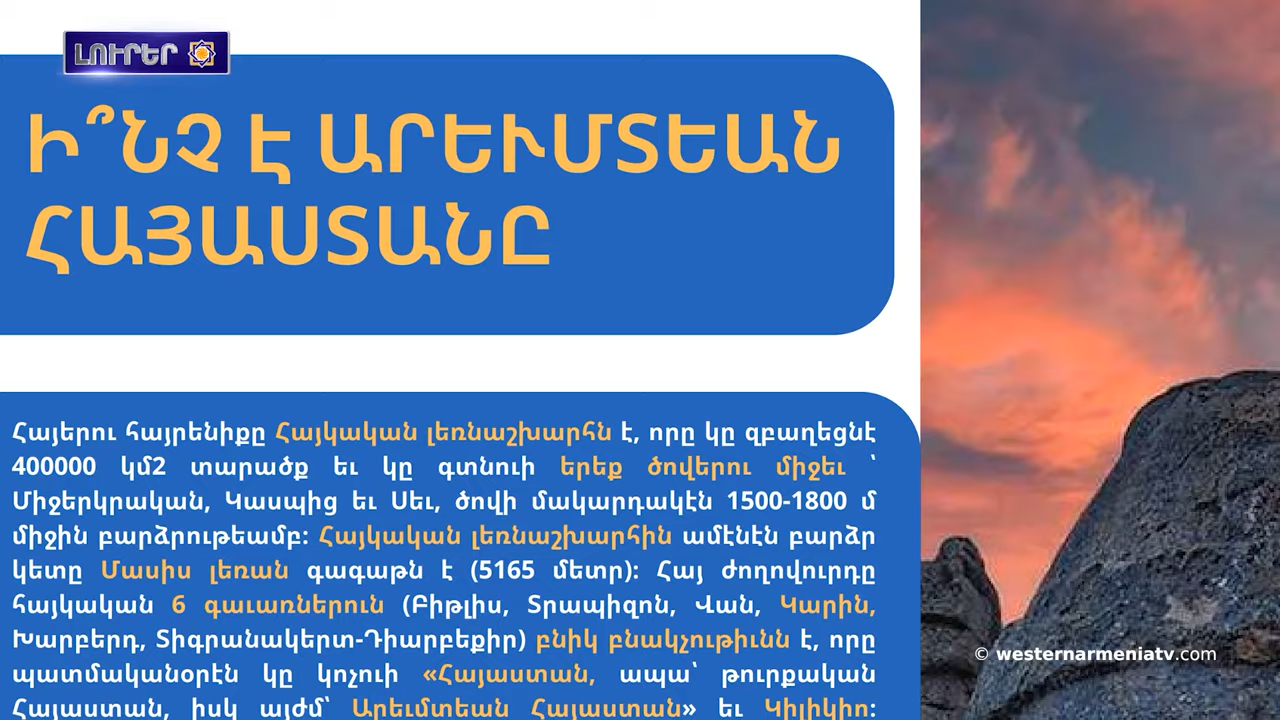 ԼՈՒՐԵՐ
Ի՞ՆՉ Է ԱՐԵՒՄՏԵԱՆ
ՀԱՅԱՍՏԱՆԸ
Հայերու հայրենիքը Հայկական լեռնաշխարհն է, որը կը զբաղեցնէ
400000 կմ2 տարածք եւ կը գտնուի երեք ծովերու միջեւ ՝
Միջերկրական, Կասպից եւ Սեւ, ծովի մակարդակէն 1500-1800 մ
միջին բարձրութեամբ։ Հայկական լեռնաշխարհին ամէնէն բարձր
կետը Մասիս լեռան գագաթն է (5165 մետր)։ Հայ ժողովուրդը
հայկական 6 գաւառներուն (Բիթլիս, Տրապիզոն, Վան, Կարին,
Խարբերդ, Տիգրանակերտ-Դիարբեքիր) բնիկ բնակչութիւնն է, որը
պատմականօրէն կը կոչուի «Հայաստան, ապա՝ թուրքական
Հայաստան, իսկ այժմ՝ Արեւմտեան Հայաստան» եւ Կիլիկիո։
© westernarmeniatv.com